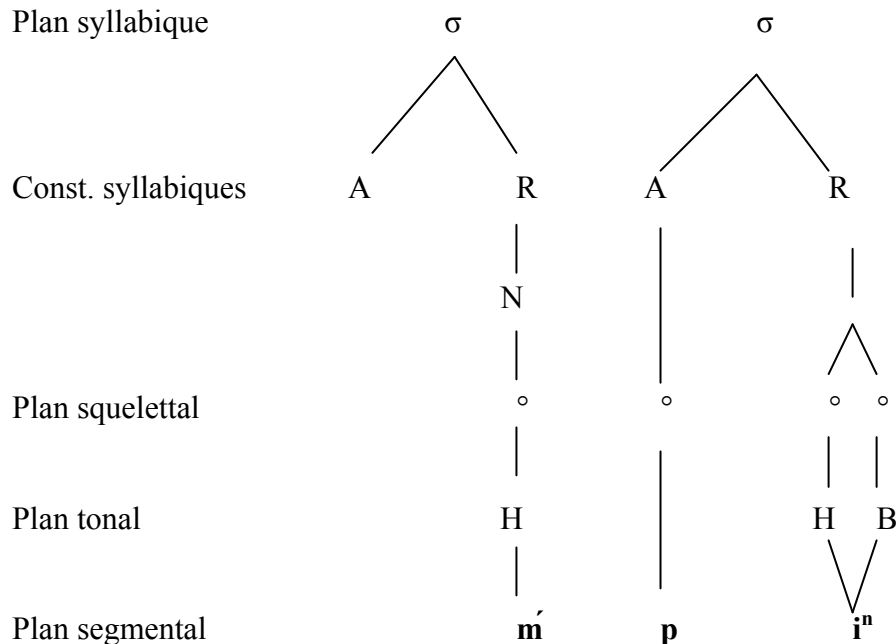 Plan syllabique σ σ
Const. syllabiques A R A R
N
Plan squelettal ° ° ° °
Plan tonal H H B
Plan segmental ḿ p iⁿ